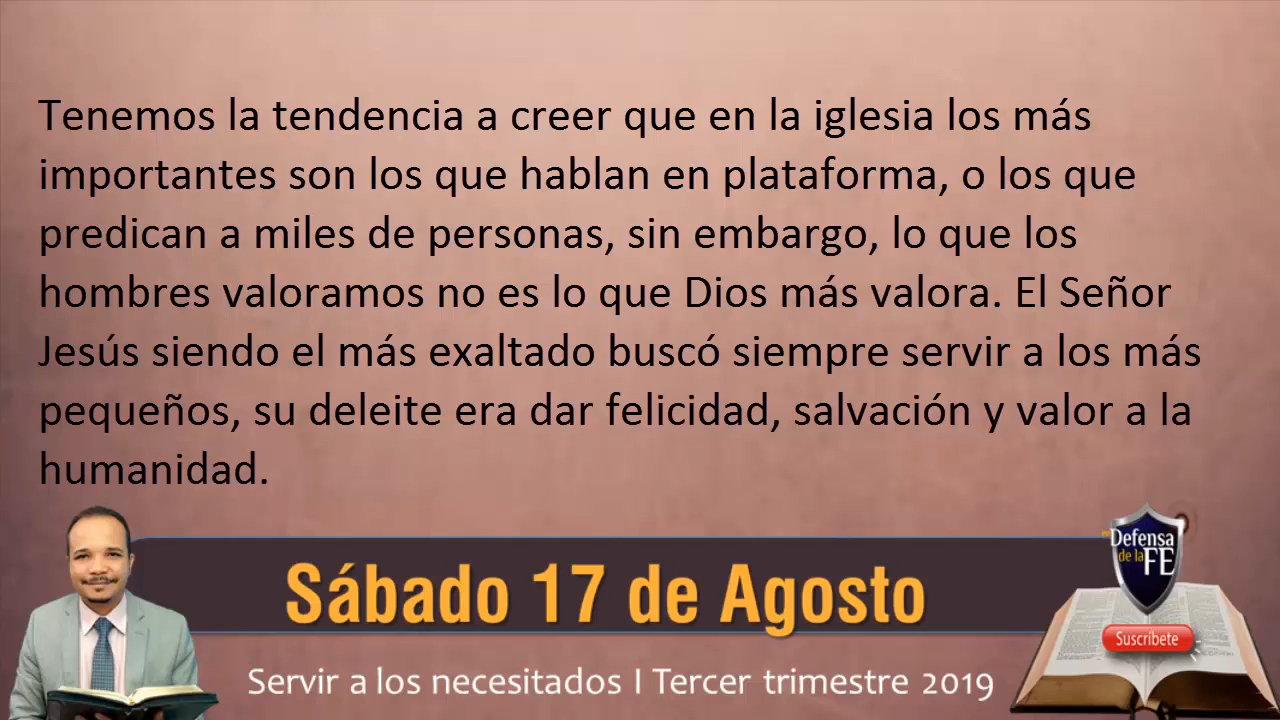 Tenemos la tendencia a creer que en la iglesia los más
importantes son los que hablan en plataforma, o los que
predican a miles de personas, sin embargo, lo que los
hombres valoramos no es lo que Dios más valora. El Señor
Jesús siendo el más exaltado buscó siempre servir a los más
pequeños, su deleite era dar felicidad, salvación y valor a la
humanidad.
Defensa
de la
FE
Sábado 17 de Agosto
Suscríbete
Servir a los necesitados I Tercer trimestre 2019